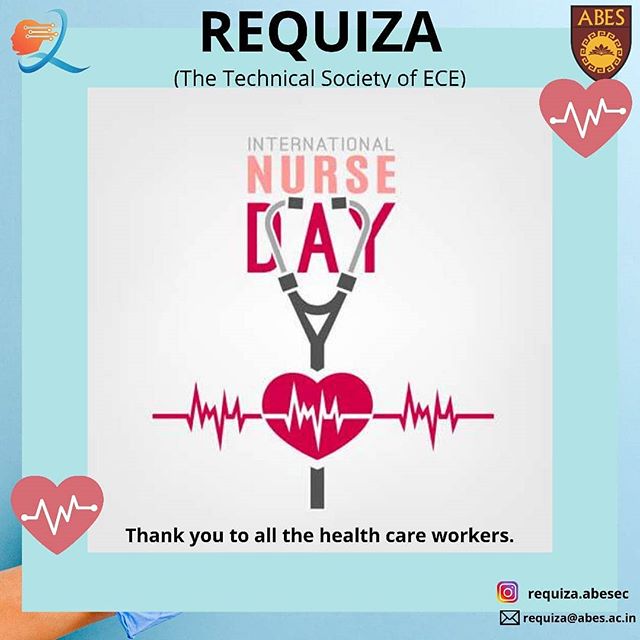 REQUIZA
ABES
(The Technical Society of ECE)
INTERNATIONAL
NURSE
DAY
Thank you to all the health care workers.
requiza.abesec
requiza@abes.ac.in